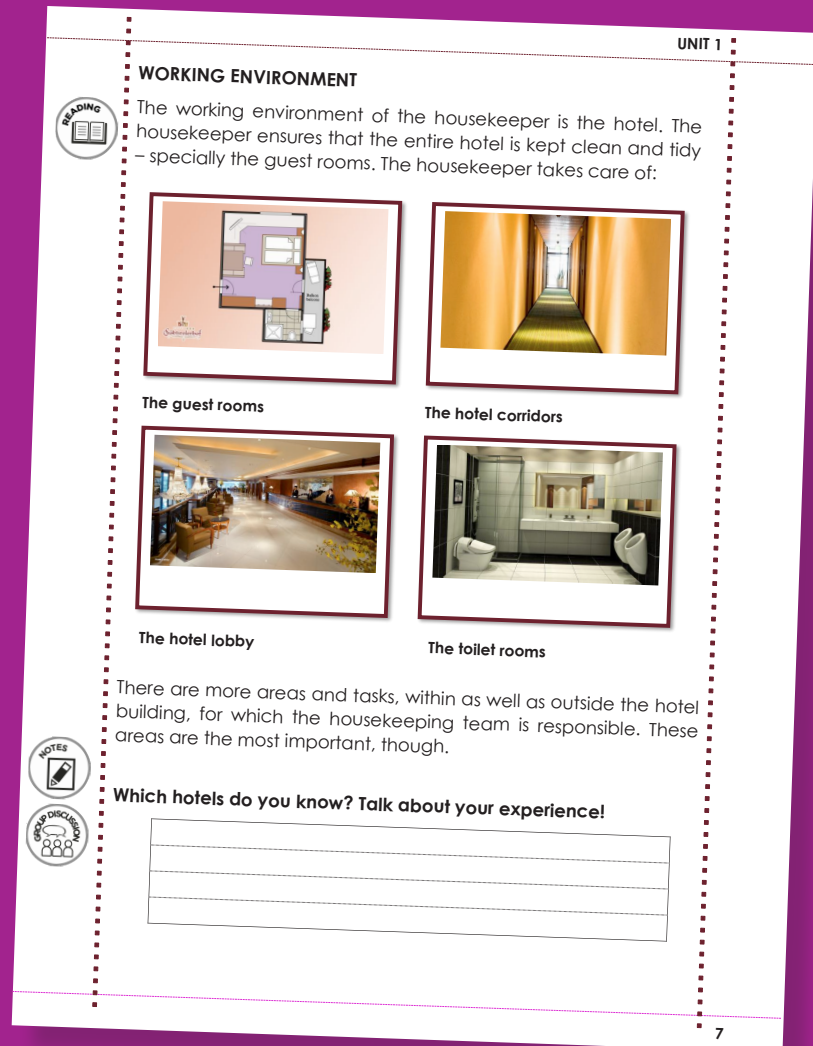 UNIT 1
WORKING ENVIRONMENT
READING
The working environment of the housekeeper is the hotel. The
housekeeper ensures that the entire hotel is kept clean and tidy
– specially the guest rooms. The housekeeper takes care of:
The guest rooms
The hotel corridors
The hotel lobby
The toilet rooms
There are more areas and tasks, within as well as outside the hotel
building, for which the housekeeping team is responsible. These
areas are the most important, though.
NOTES
GROUP DISCUSSION
Which hotels do you know? Talk about your experience!
7